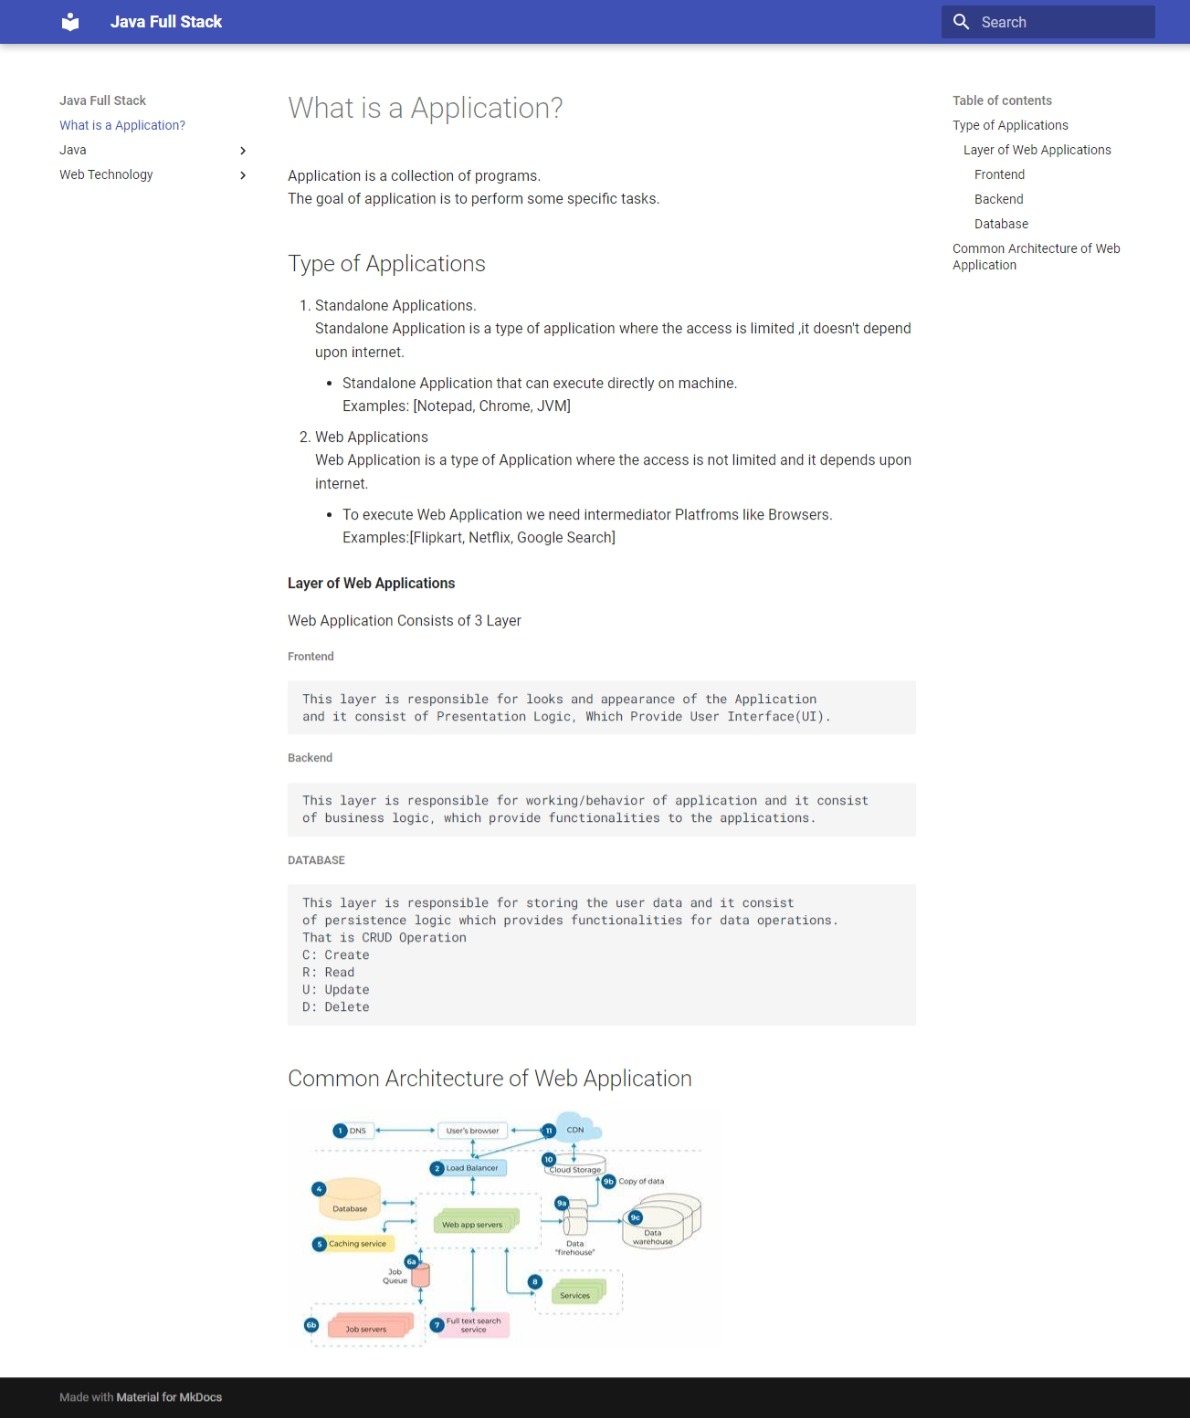 Java Full Stack
Search
Java Full Stack
What is a Application?
Java
Web Technology
What is a Application?
Application is a collection of programs.
The goal of application is to perform some specific tasks.
Type of Applications
1. Standalone Applications.
Standalone Application is a type of application where the access is limited ,it doesn't depend
upon internet.
• Standalone Application that can execute directly on machine.
Examples: [Notepad, Chrome, JVM]
2. Web Applications
Web Application is a type of Application where the access is not limited and it depends upon
internet.
• To execute Web Application we need intermediator Platfroms like Browsers.
Examples:[Flipkart, Netflix, Google Search]
Layer of Web Applications
Web Application Consists of 3 Layer
Frontend
This layer is responsible for looks and appearance of the Application
and it consist of Presentation Logic, Which Provide User Interface(UI).
Backend
This layer is responsible for working/behavior of application and it consist
of business logic, which provide functionalities to the applications.
DATABASE
This layer is responsible for storing the user data and it consist
of persistence logic which provides functionalities for data operations.
That is CRUD Operation
C: Create
R: Read
U: Update
D: Delete
Common Architecture of Web Application
1 DNS
User's browser
11 CDN
2 Load Balancer
10
Cloud Storage
9b Copy of data
4
Database
Web app servers
9a
Data
"firehouse"
9c
Data
warehouse
5 Caching service
6a
Job
Queue
8
Services
6b Job servers
7 Full text search
service
Table of contents
Type of Applications
Layer of Web Applications
Frontend
Backend
Database
Common Architecture of Web
Application
Made with Material for MkDocs